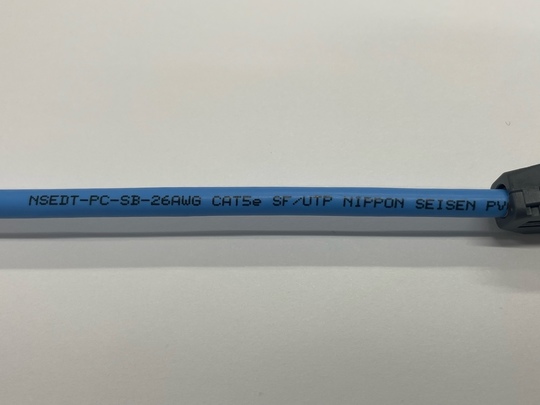 NSEDT-PC-SB-26AWG CAT5e SF/UTP NIPPON SEISEN